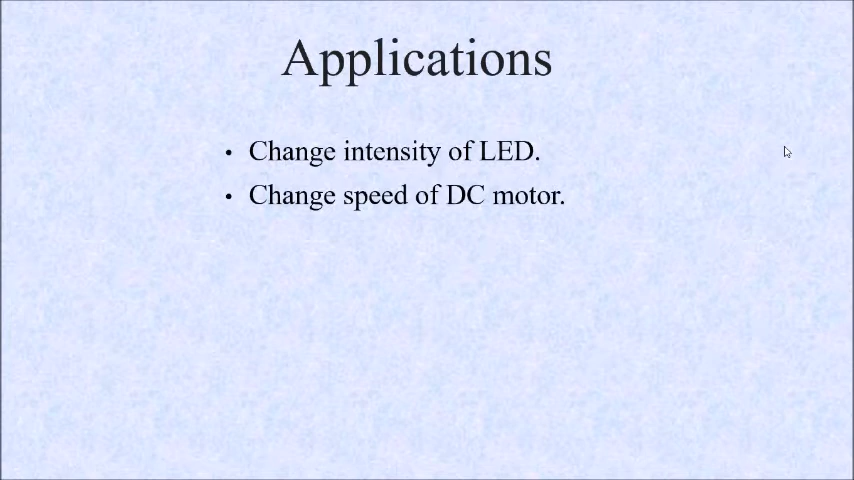 Applications
• Change intensity of LED.
• Change speed of DC motor.